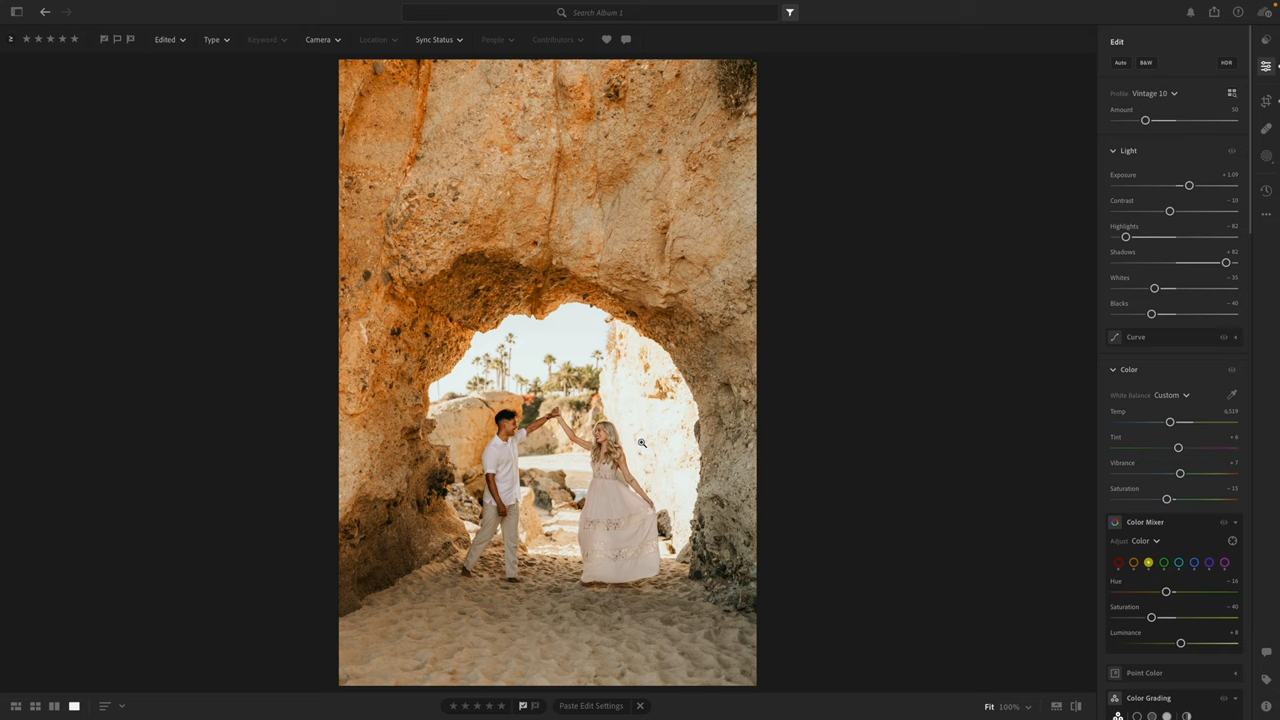 Search Album 1
Edited Type Keyword Camera Location Sync Status People Contributors
Edit
Auto B&W HDR
Profile Vintage 10
Amount 50
Light
Exposure + 1.09
Contrast − 10
Highlights − 82
Shadows + 82
Whites − 35
Blacks − 40
Curve
Color
White Balance Custom
Temp 6,519
Tint + 6
Vibrance + 7
Saturation − 15
Color Mixer
Adjust Color
Hue − 16
Saturation − 40
Luminance + 8
Point Color
Color Grading
Paste Edit Settings
Fit 100%